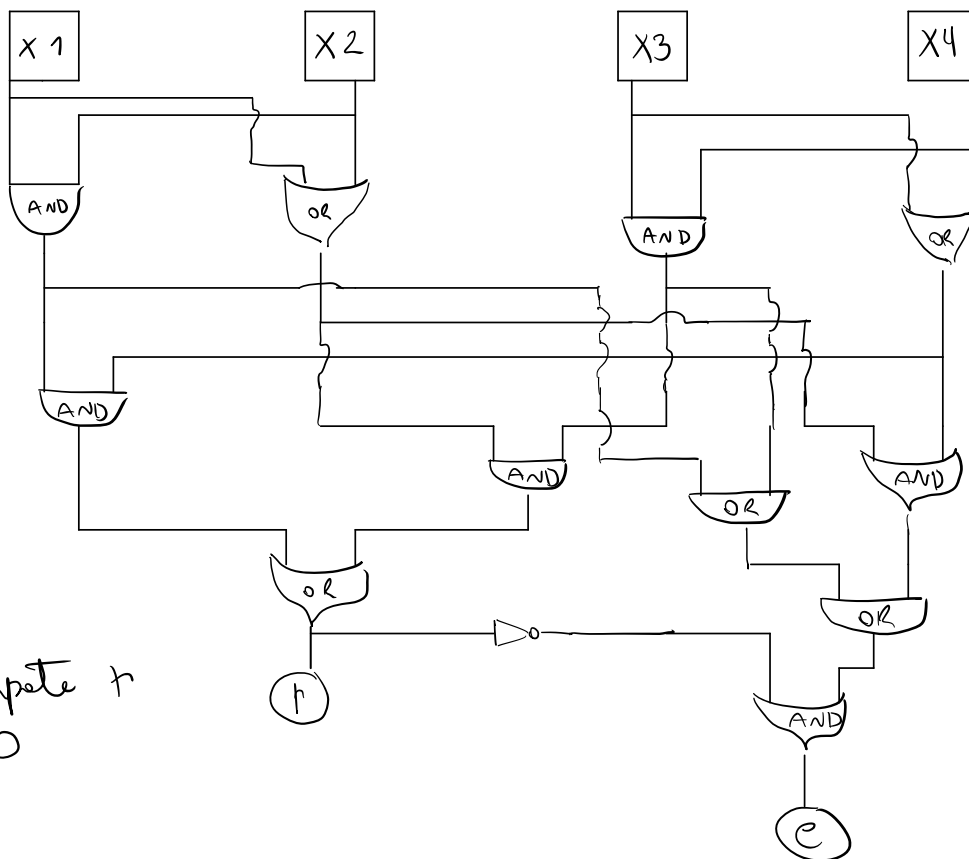 X1 X2 X3 X4
AND OR AND OR
AND AND OR AND
OR OR
AND
e